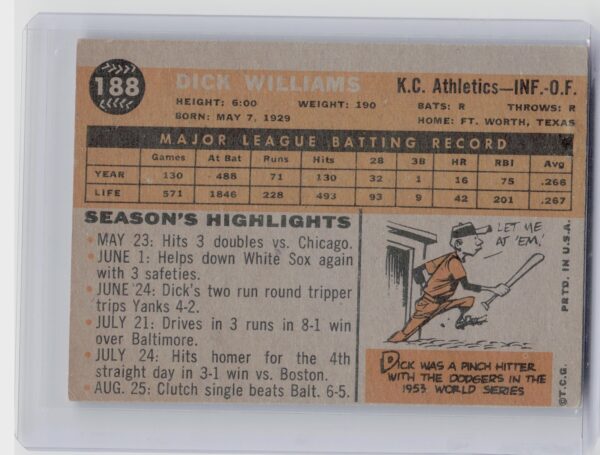 188
DICK WILLIAMS
K.C. Athletics—INF.-O.F.
HEIGHT: 6:00 WEIGHT: 190 BATS: R THROWS: R
BORN: MAY 7, 1929 HOME: FT. WORTH, TEXAS
MAJOR LEAGUE BATTING RECORD
Games At Bat Runs Hits 2B 3B HR RBI Avg
YEAR 130 488 71 130 32 1 16 75 .266
LIFE 571 1846 228 493 93 9 42 201 .267
SEASON'S HIGHLIGHTS
• MAY 23: Hits 3 doubles vs. Chicago.
• JUNE 1: Helps down White Sox again
with 3 safeties.
• JUNE 24: Dick's two run round tripper
trips Yanks 4-2.
• JULY 21: Drives in 3 runs in 8-1 win
over Baltimore.
• JULY 24: Hits homer for the 4th
straight day in 3-1 win vs. Boston.
• AUG. 25: Clutch single beats Balt. 6-5.
LET ME
AT 'EM.'
DICK WAS A PINCH HITTER
WITH THE DODGERS IN THE
1953 WORLD SERIES
©T.C.G. PRTD. IN U.S.A.